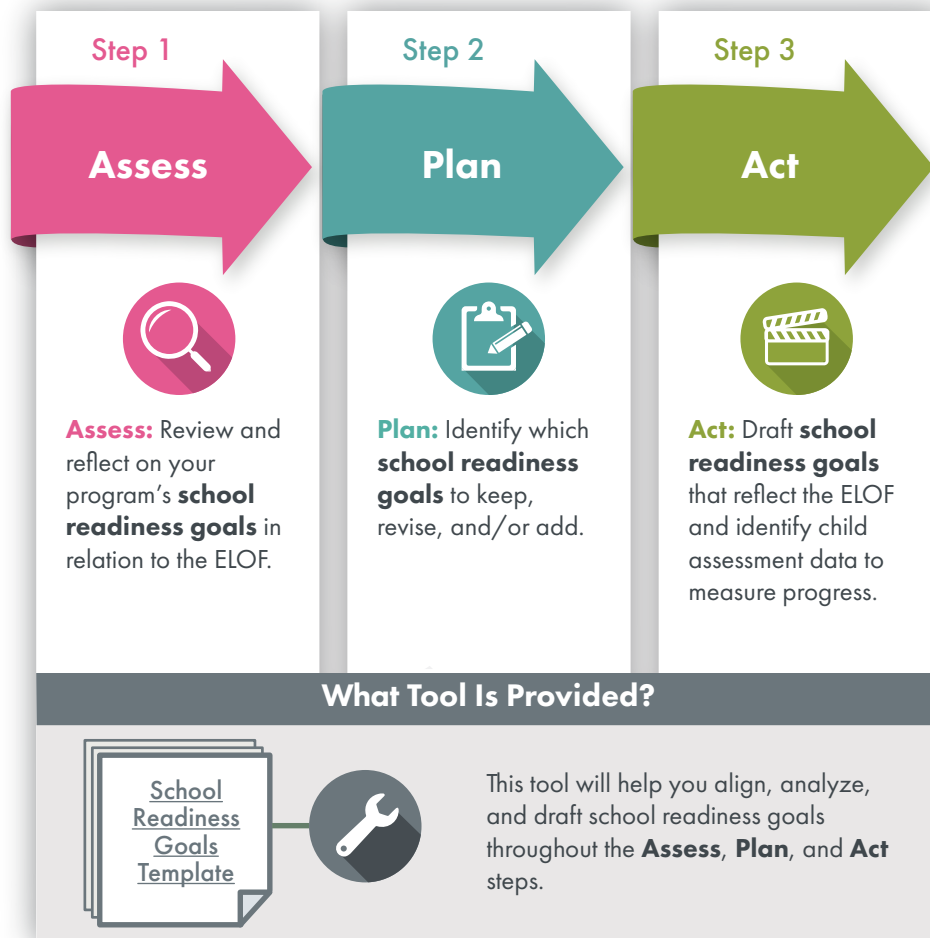 Step 1
Assess
Assess: Review and
reflect on your
program’s school
readiness goals in
relation to the ELOF.
Step 2
Plan
Plan: Identify which
school readiness
goals to keep,
revise, and/or add.
Step 3
Act
Act: Draft school
readiness goals
that reflect the ELOF
and identify child
assessment data to
measure progress.
What Tool Is Provided?
School
Readiness
Goals
Template
This tool will help you align, analyze,
and draft school readiness goals
throughout the Assess, Plan, and Act
steps.